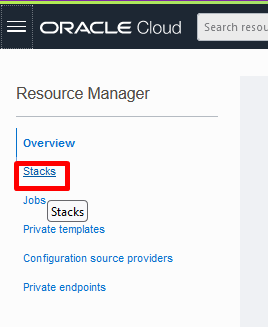 ORACLE Cloud
Search resou
Resource Manager
Overview
Stacks
Jobs
Stacks
Private templates
Configuration source providers
Private endpoints